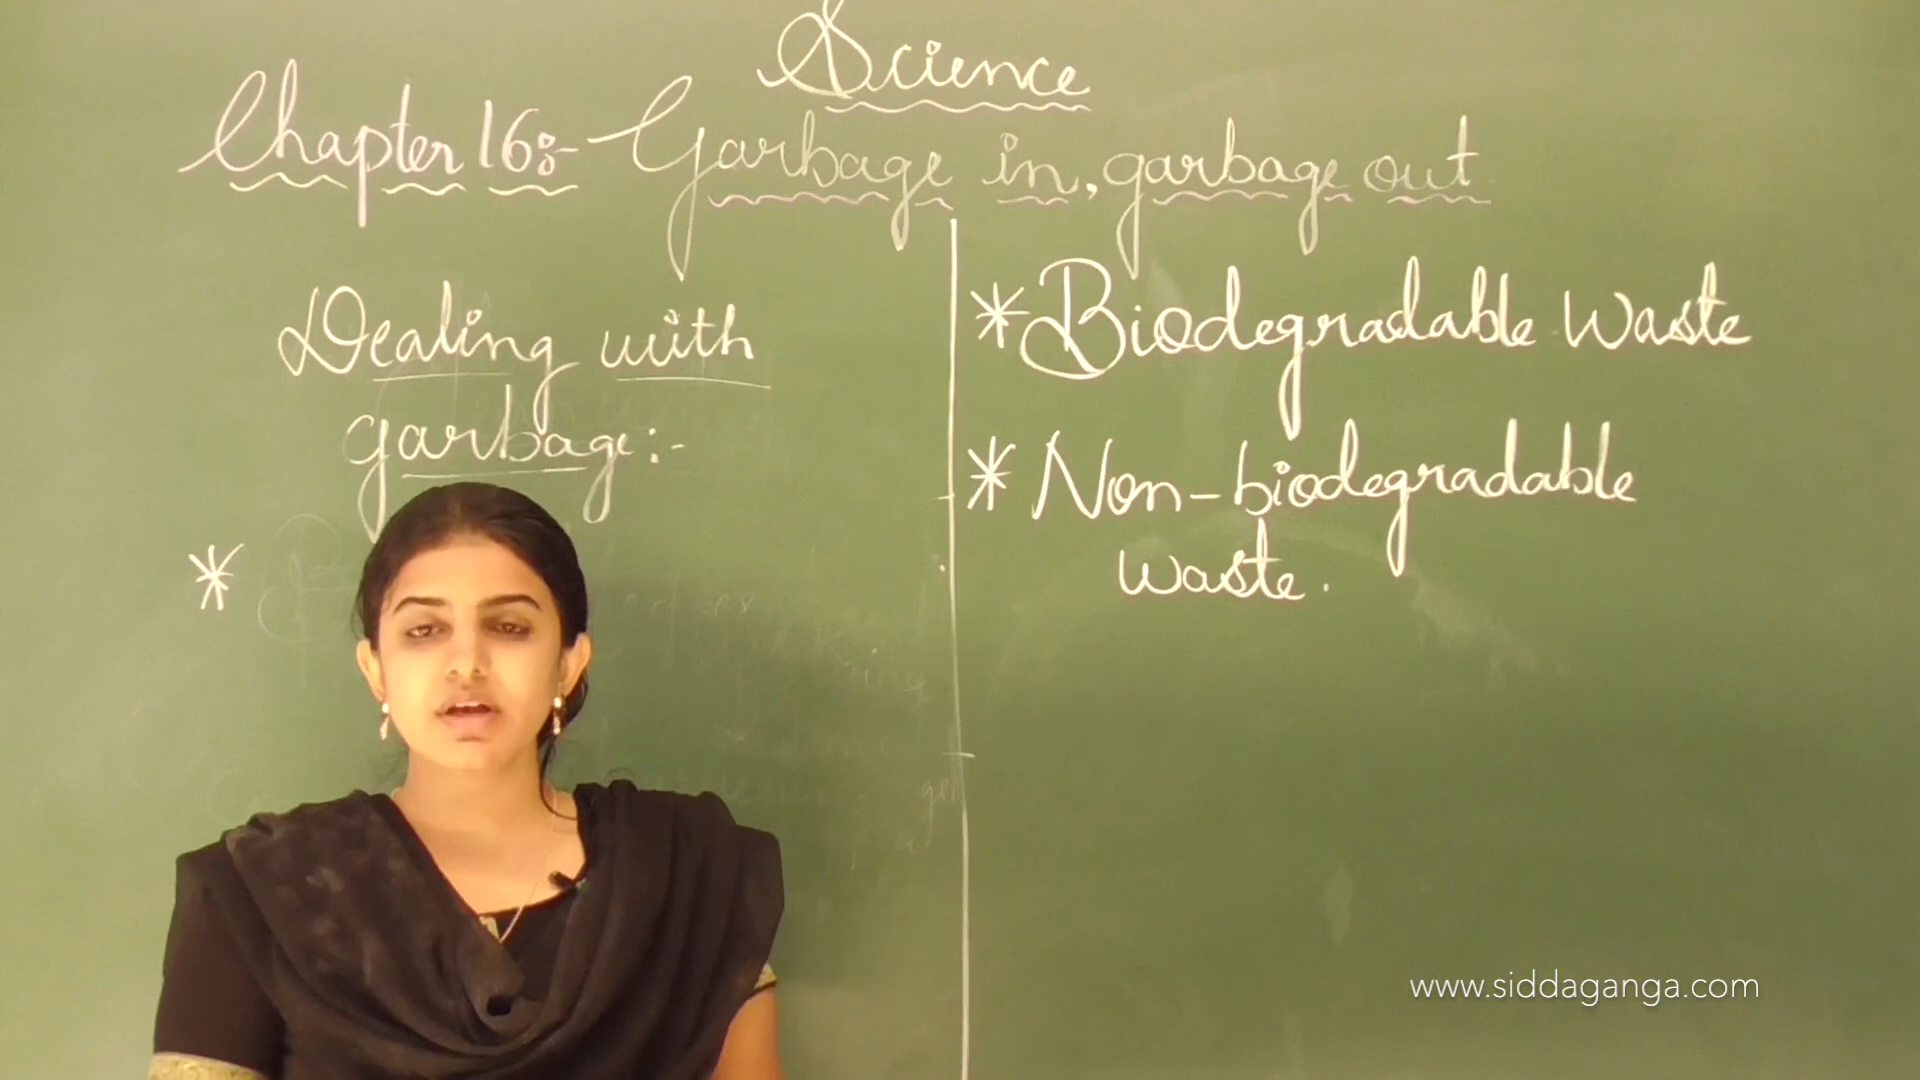 Science
Chapter 16:- Garbage in, garbage out
Dealing with
garbage:-
*
* Biodegradable Waste
* Non-biodegradable
waste.
www.siddaganga.com